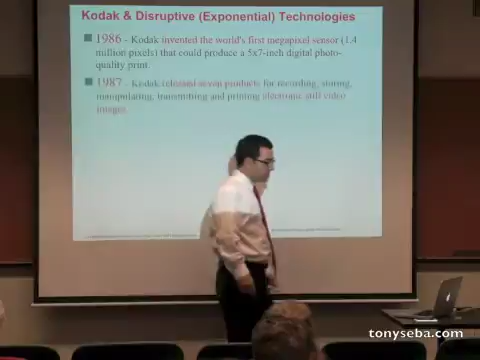 Kodak & Disruptive (Exponential) Technologies
1986 - Kodak invented the world's first megapixel sensor (1.4
million pixels) that could produce a 5x7-inch digital photo-
quality print.
1987 - Kodak released seven products for recording, storing,
manipulating, transmitting and printing electronic still video
images.
tonyseba.com